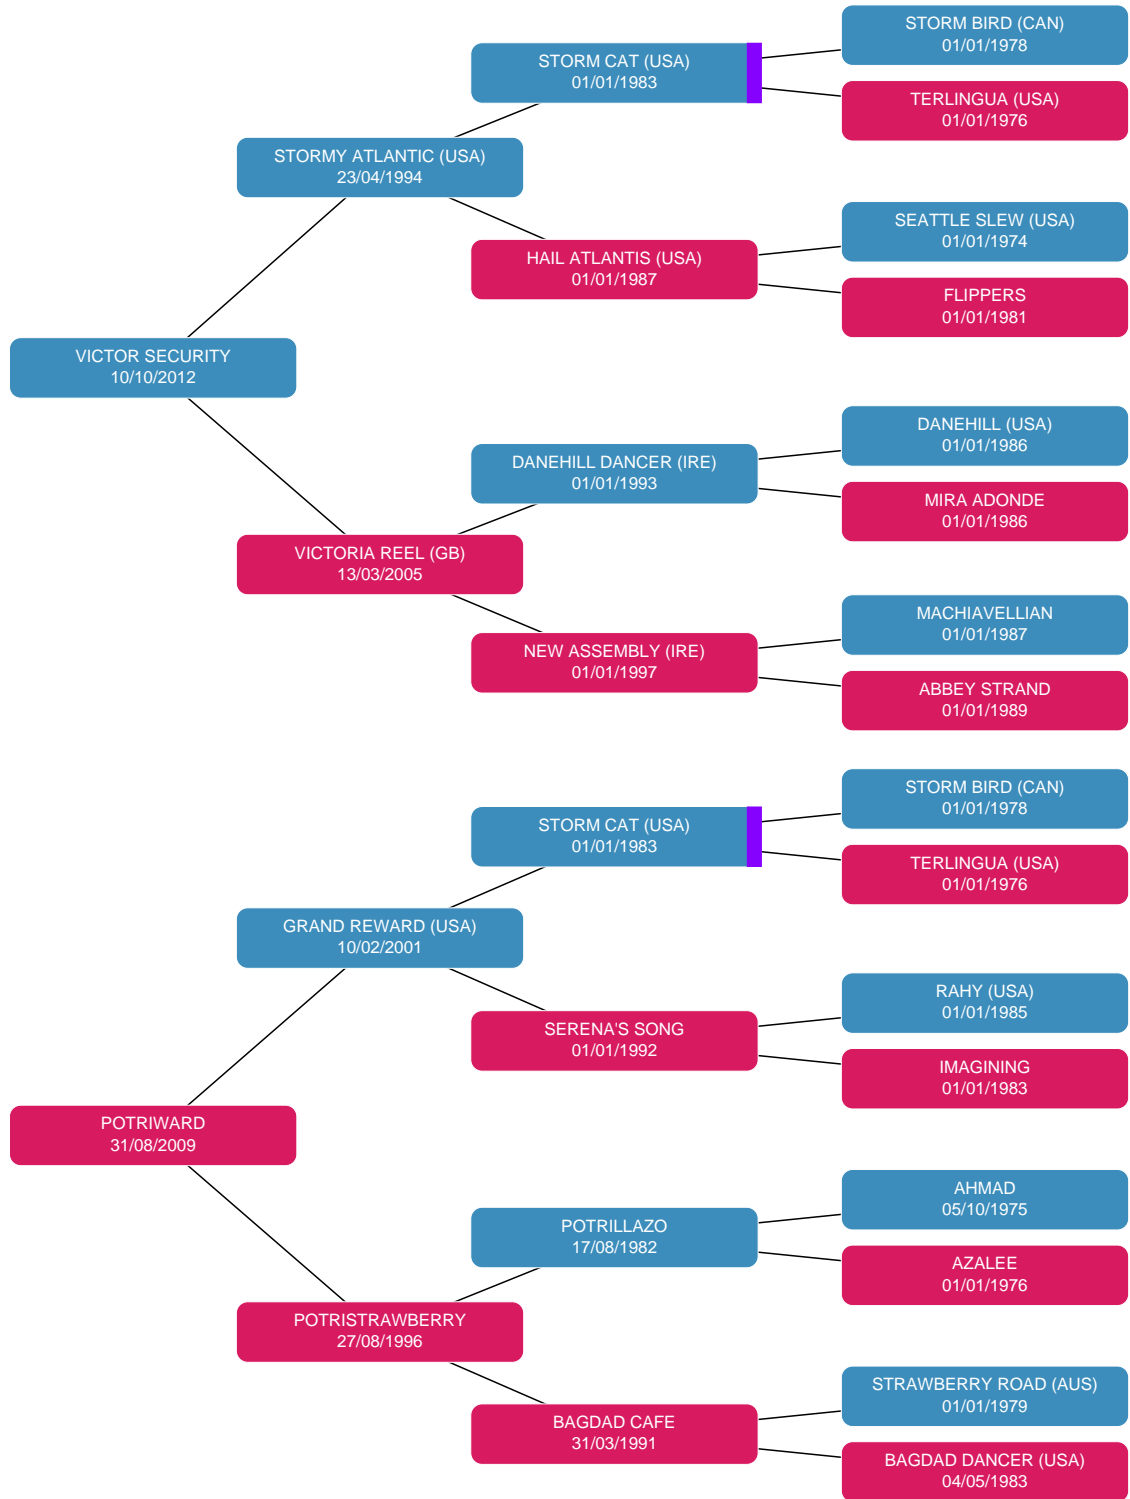 STORM BIRD (CAN)
01/01/1978
STORM CAT (USA)
01/01/1983
TERLINGUA (USA)
01/01/1976
STORMY ATLANTIC (USA)
23/04/1994
SEATTLE SLEW (USA)
01/01/1974
HAIL ATLANTIS (USA)
01/01/1987
FLIPPERS
01/01/1981
VICTOR SECURITY
10/10/2012
DANEHILL (USA)
01/01/1986
DANEHILL DANCER (IRE)
01/01/1993
MIRA ADONDE
01/01/1986
VICTORIA REEL (GB)
13/03/2005
MACHIAVELLIAN
01/01/1987
NEW ASSEMBLY (IRE)
01/01/1997
ABBEY STRAND
01/01/1989
STORM BIRD (CAN)
01/01/1978
STORM CAT (USA)
01/01/1983
TERLINGUA (USA)
01/01/1976
GRAND REWARD (USA)
10/02/2001
RAHY (USA)
01/01/1985
SERENA'S SONG
01/01/1992
IMAGINING
01/01/1983
POTRIWARD
31/08/2009
AHMAD
05/10/1975
POTRILLAZO
17/08/1982
AZALEE
01/01/1976
POTRISTRAWBERRY
27/08/1996
STRAWBERRY ROAD (AUS)
01/01/1979
BAGDAD CAFE
31/03/1991
BAGDAD DANCER (USA)
04/05/1983